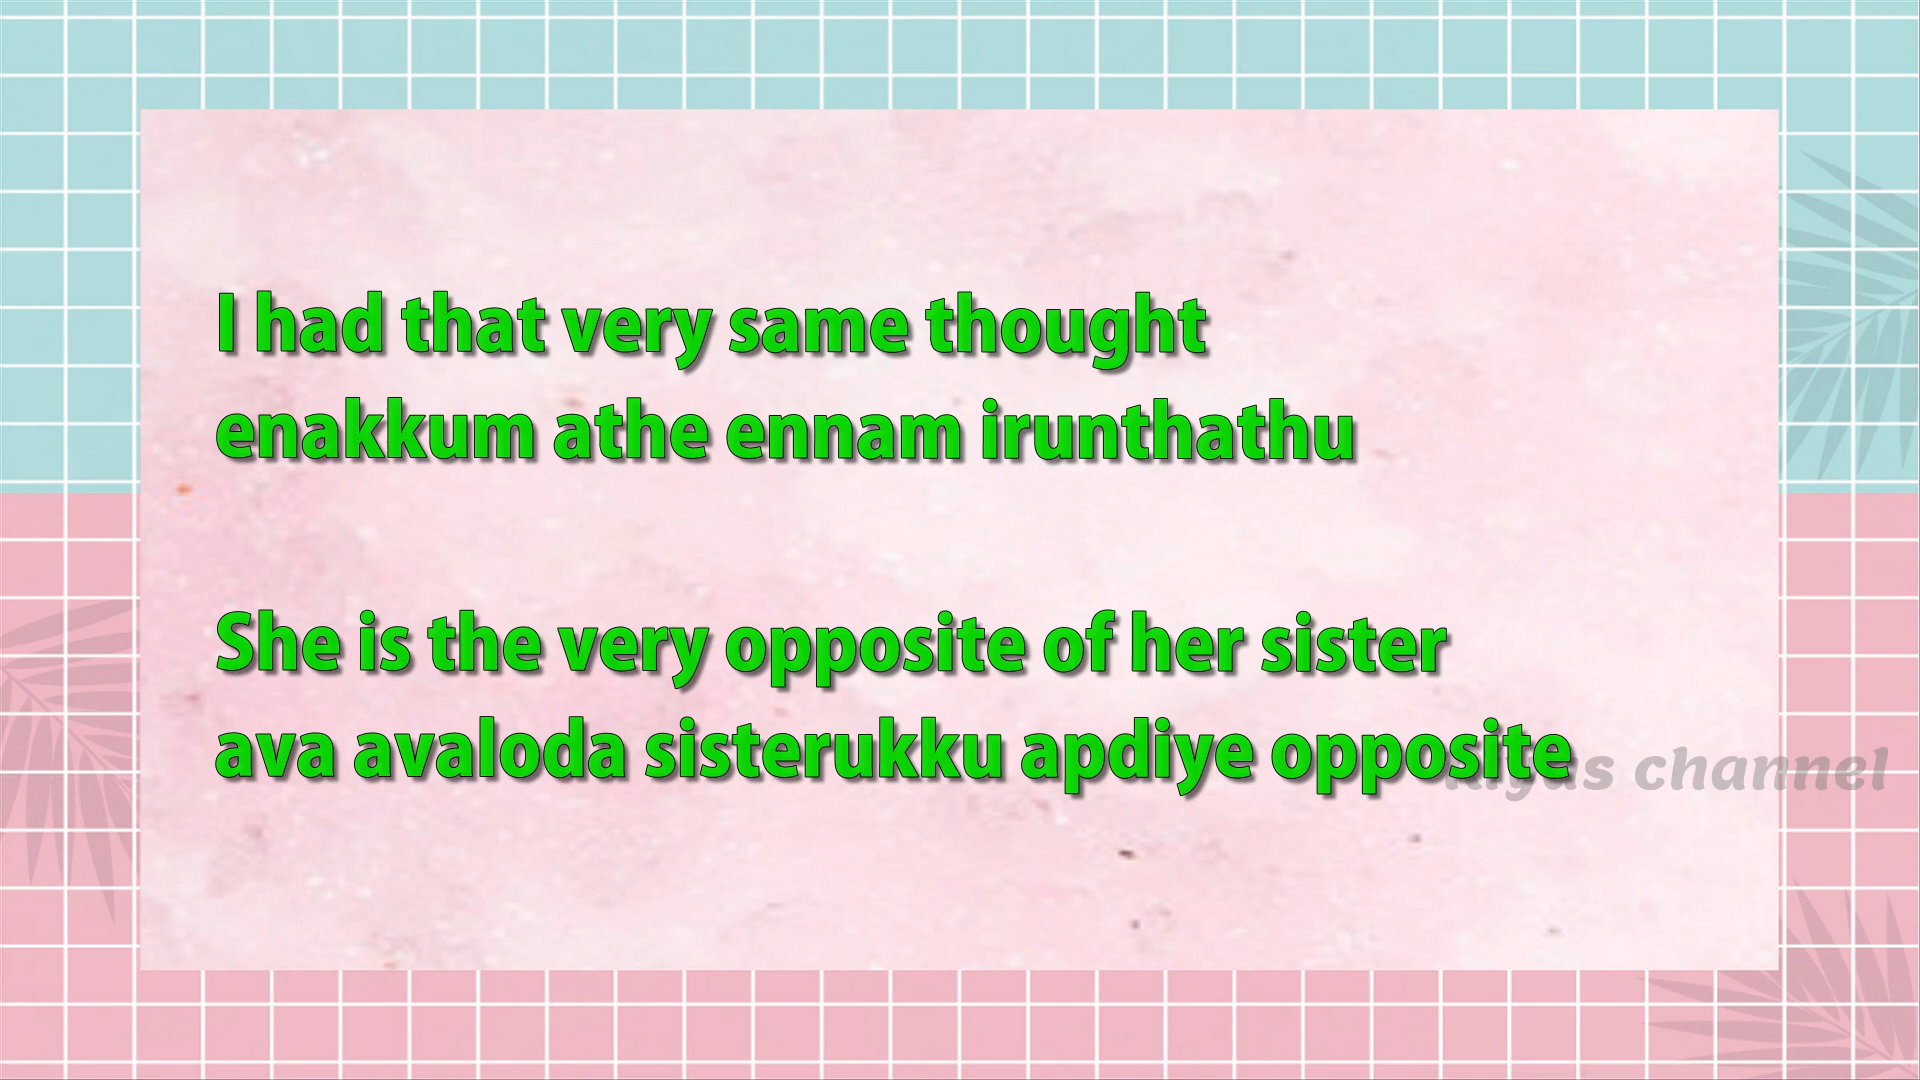 I had that very same thought
enakkum athe ennam irunthathu
She is the very opposite of her sister
ava avaloda sisterukku apdiye opposite
channel